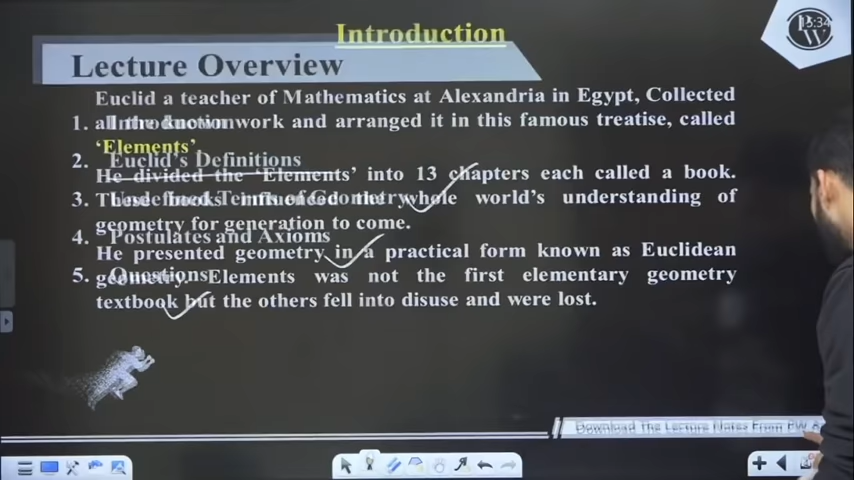 15:34
Introduction
Lecture Overview
Euclid a teacher of Mathematics at Alexandria in Egypt, Collected
1. Introduction
all the known work and arranged it in this famous treatise, called
‘Elements’
2. Euclid's Definitions
He divided the ‘Elements’ into 13 chapters each called a book.
3. Undefined Terms of Geometry
These books influenced the whole world's understanding of
geometry for generation to come.
4. Postulates and Axioms
He presented geometry in a practical form known as Euclidean
5. Questions
geometry. Elements was not the first elementary geometry
textbook but the others fell into disuse and were lost.
Download The Lecture Notes From PW